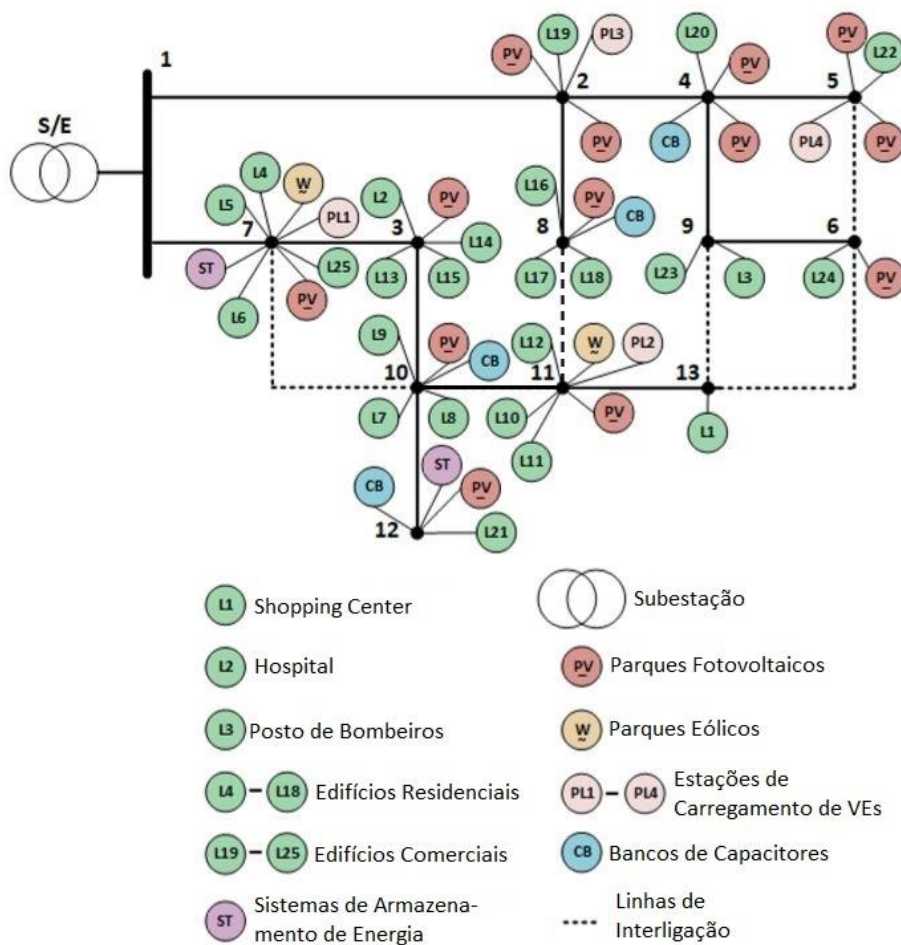 1
S/E
PV
L19
PL3
2
PV
L20
PV
4
CB
PV
PV
L22
5
PL4
PV
L4
W
L5
PL1
7
ST
L25
L6
PV
L2
PV
3
L14
L13
L15
L16
PV
CB
8
L17
L18
9
L23
L3
6
L24
PV
L9
PV
CB
10
L7
L8
L12
W
PL2
11
L10
PV
L11
13
L1
CB
ST
PV
12
L21
L1 Shopping Center
L2 Hospital
L3 Posto de Bombeiros
L4 – L18 Edifícios Residenciais
L19 – L25 Edifícios Comerciais
ST Sistemas de Armazena-
mento de Energia
Subestação
PV Parques Fotovoltaicos
W Parques Eólicos
PL1 – PL4 Estações de
Carregamento de VEs
CB Bancos de Capacitores
Linhas de
Interligação